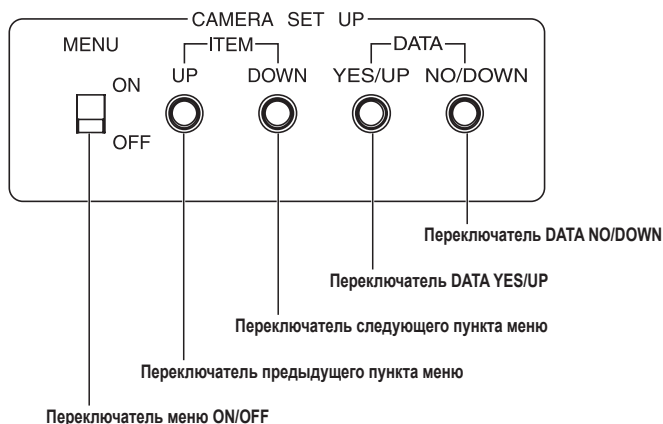 CAMERA SET UP
MENU
ITEM
DATA
UP
DOWN
YES/UP
NO/DOWN
ON
OFF
Переключатель DATA NO/DOWN
Переключатель DATA YES/UP
Переключатель следующего пункта меню
Переключатель предыдущего пункта меню
Переключатель меню ON/OFF